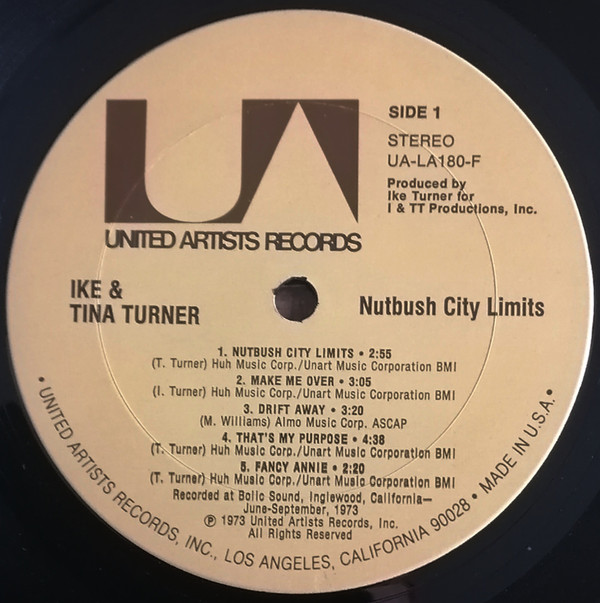 UA
UNITED ARTISTS RECORDS
SIDE 1
STEREO
UA-LA180-F
Produced by
Ike Turner for
I & TT Productions, Inc.
IKE &
TINA TURNER
Nutbush City Limits
1. NUTBUSH CITY LIMITS • 2:55
(T. Turner) Huh Music Corp./Unart Music Corporation BMI
2. MAKE ME OVER • 3:05
(I. Turner) Huh Music Corp./Unart Music Corporation BMI
3. DRIFT AWAY • 3:20
(M. Williams) Almo Music Corp. ASCAP
4. THAT'S MY PURPOSE • 4:38
(T. Turner) Huh Music Corp./Unart Music Corporation BMI
5. FANCY ANNIE • 2:20
(T. Turner) Huh Music Corp./Unart Music Corporation BMI
Recorded at Bolic Sound, Inglewood, California—
June-September, 1973
℗ 1973 United Artists Records, Inc.
All Rights Reserved
• UNITED ARTISTS RECORDS, INC., LOS ANGELES, CALIFORNIA 90028 • MADE IN U.S.A. •